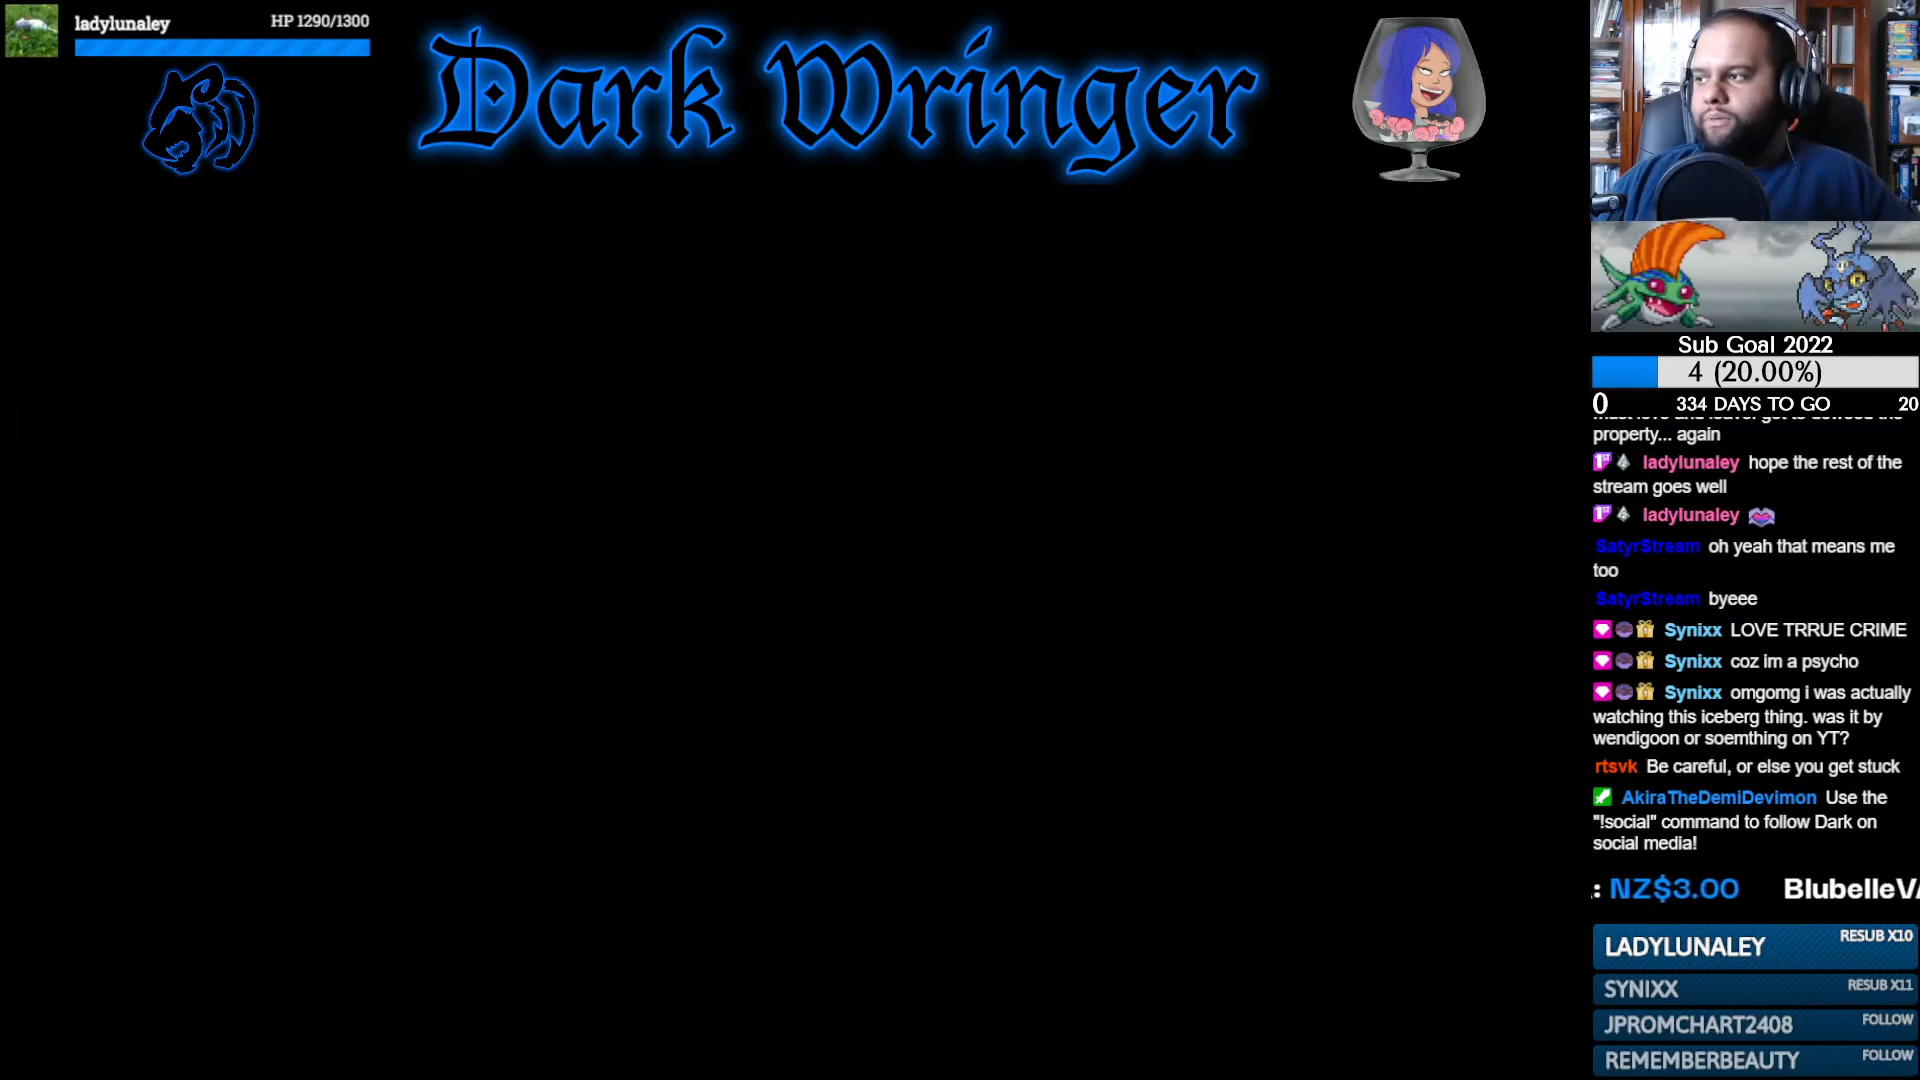 ladylunaley
HP 1290/1300
Dark Wringer
Sub Goal 2022
4 (20.00%)
0
334 DAYS TO GO
20
property... again
ladylunaley hope the rest of the
stream goes well
ladylunaley
SatyrStream oh yeah that means me
too
SatyrStream byeee
Synixx LOVE TRRUE CRIME
Synixx coz im a psycho
Synixx omgomg i was actually
watching this iceberg thing. was it by
wendigoon or soemthing on YT?
rtsvk Be careful, or else you get stuck
AkiraTheDemiDevimon Use the
"!social" command to follow Dark on
social media!
: NZ$3.00 BlubelleVA
LADYLUNALEY RESUB X10
SYNIXX RESUB X11
JPROMCHART2408 FOLLOW
REMEMBERBEAUTY FOLLOW